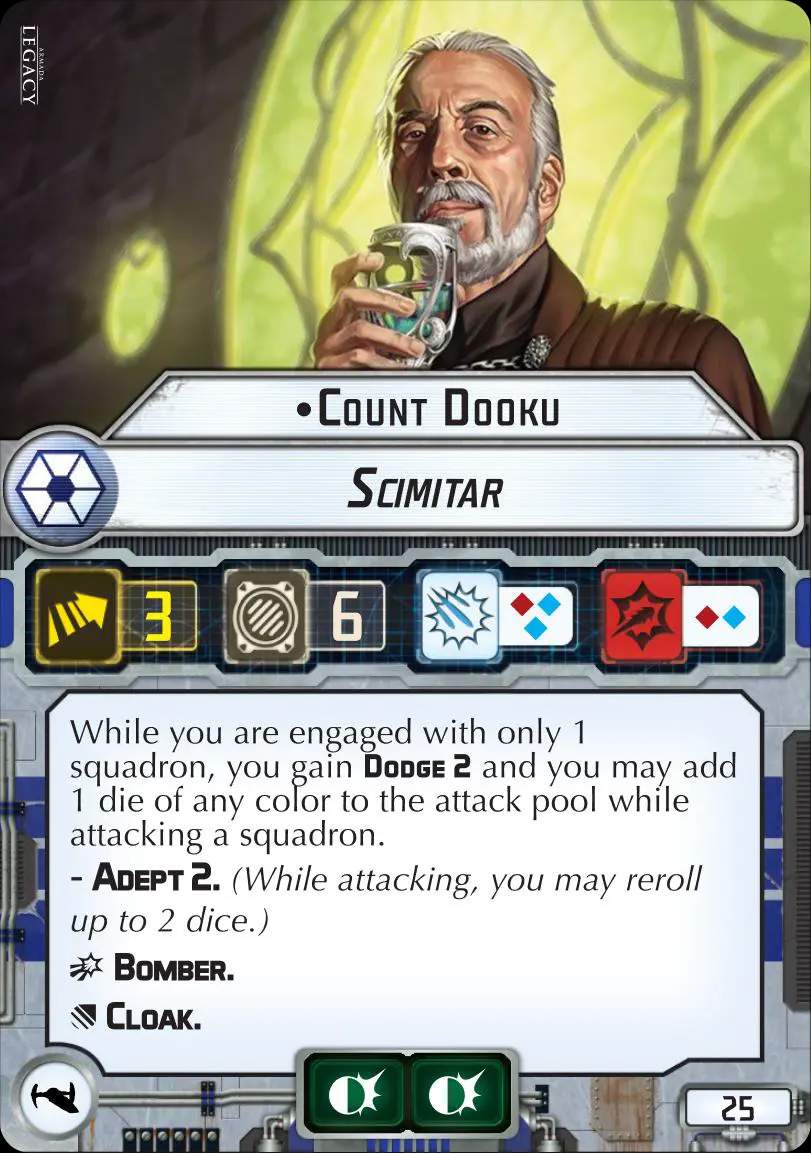 ARMADA
LEGACY
•COUNT DOOKU
SCIMITAR
3
6
While you are engaged with only 1
squadron, you gain DODGE 2 and you may add
1 die of any color to the attack pool while
attacking a squadron.
- ADEPT 2. (While attacking, you may reroll
up to 2 dice.)
BOMBER.
CLOAK.
25